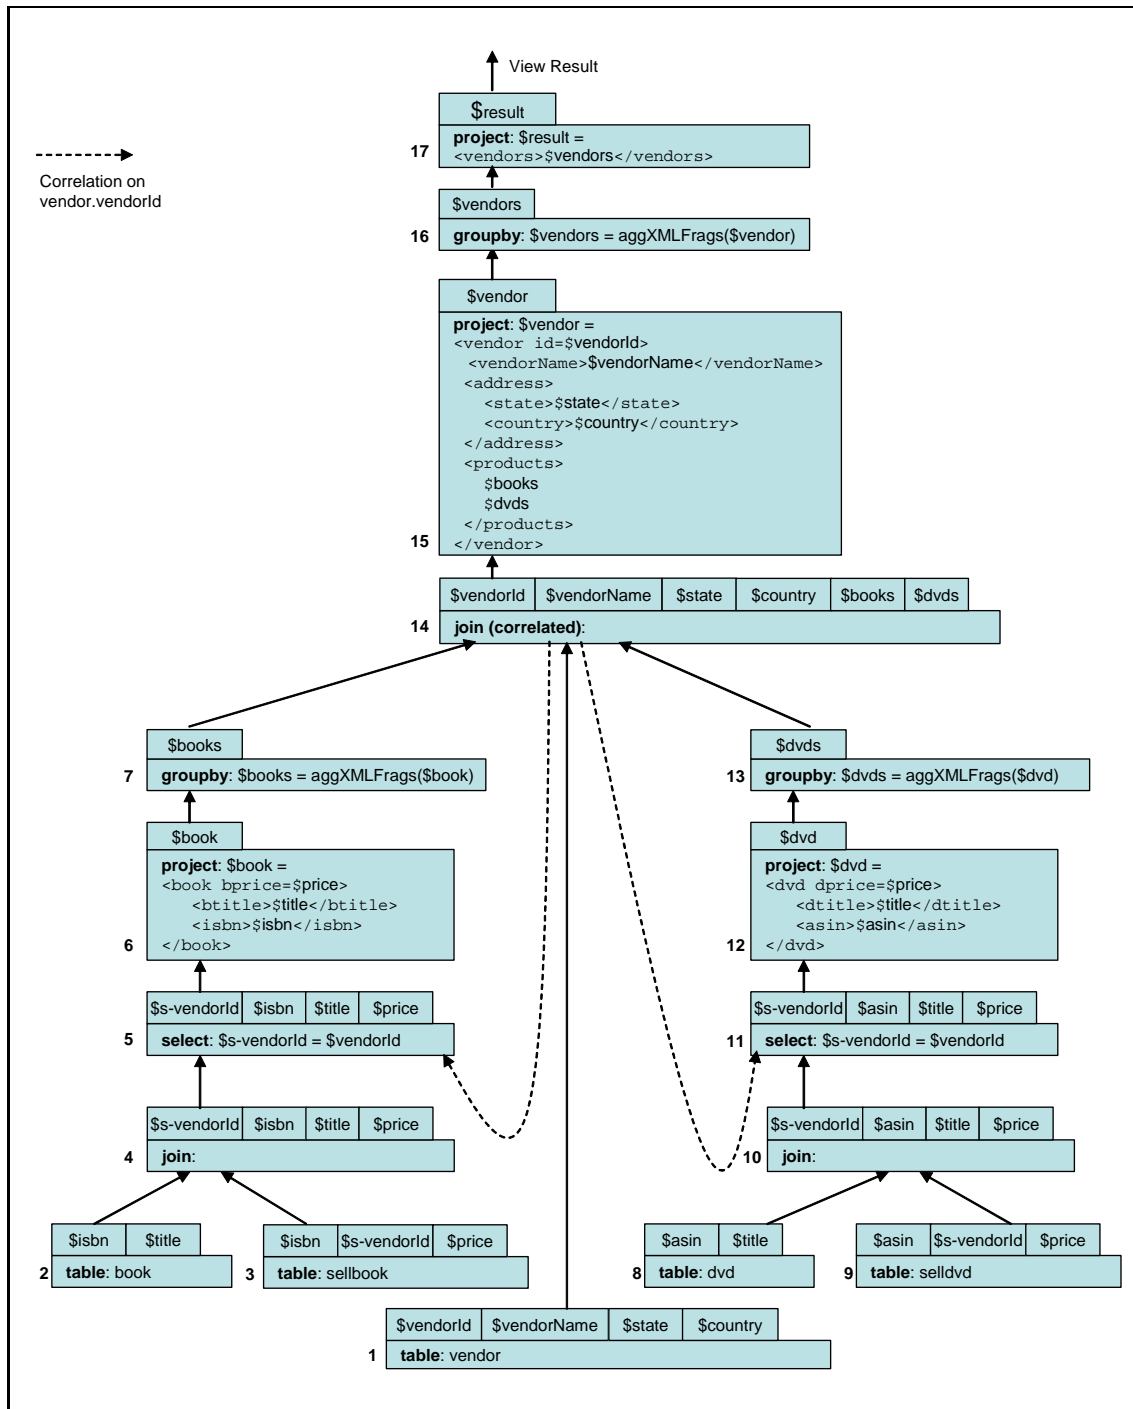 View Result
$result
17
project: $result =
<vendors>$vendors</vendors>
Correlation on
vendor.vendorId
$vendors
16
groupby: $vendors = aggXMLFrags($vendor)
$vendor
project: $vendor =
<vendor id=$vendorId>
<vendorName>$vendorName</vendorName>
<address>
<state>$state</state>
<country>$country</country>
</address>
<products>
$books
$dvds
</products>
15
</vendor>
$vendorId $vendorName $state $country $books $dvds
14
join (correlated):
$books
7
groupby: $books = aggXMLFrags($book)
$dvds
13
groupby: $dvds = aggXMLFrags($dvd)
$book
project: $book =
<book bprice=$price>
<btitle>$title</btitle>
<isbn>$isbn</isbn>
6
</book>
$dvd
project: $dvd =
<dvd dprice=$price>
<dtitle>$title</dtitle>
<asin>$asin</asin>
12
</dvd>
$s-vendorId $isbn $title $price
5
select: $s-vendorId = $vendorId
$s-vendorId $asin $title $price
11
select: $s-vendorId = $vendorId
$s-vendorId $isbn $title $price
4
join:
$s-vendorId $asin $title $price
10
join:
$isbn $title
2
table: book
$isbn $s-vendorId $price
3
table: sellbook
$asin $title
8
table: dvd
$asin $s-vendorId $price
9
table: selldvd
$vendorId $vendorName $state $country
1
table: vendor